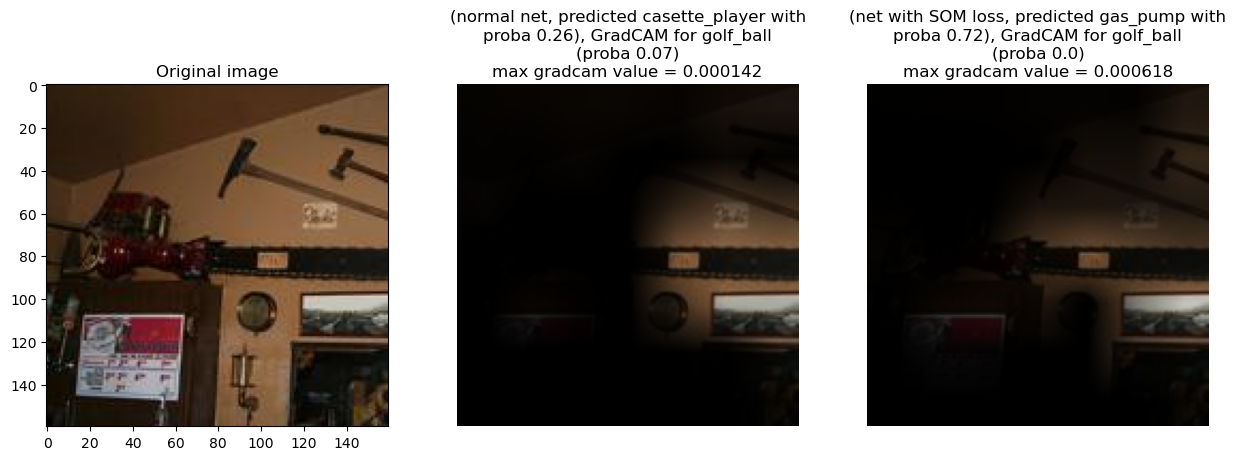 Original image
(normal net, predicted casette_player with
proba 0.26), GradCAM for golf_ball
(proba 0.07)
max gradcam value = 0.000142
(net with SOM loss, predicted gas_pump with
proba 0.72), GradCAM for golf_ball
(proba 0.0)
max gradcam value = 0.000618
0
20
40
60
80
100
120
140
0 20 40 60 80 100 120 140